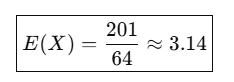 E(X) = 201/64 ≈ 3.14